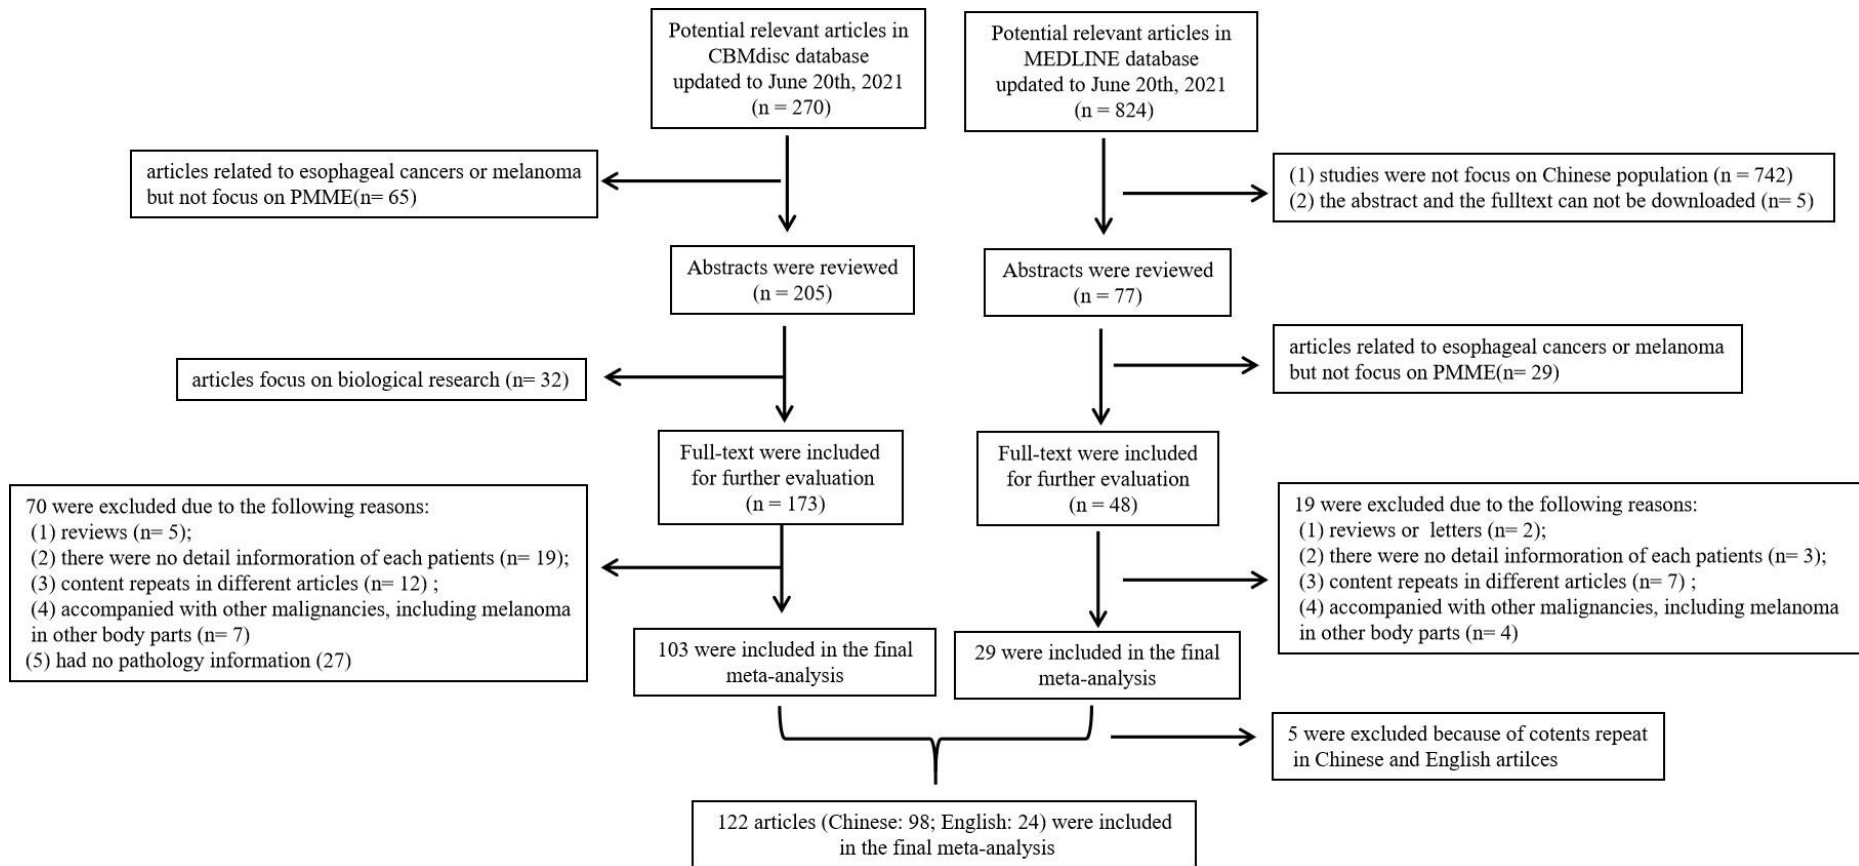 Potential relevant articles in
CBMdisc database
updated to June 20th, 2021
(n = 270)
Potential relevant articles in
MEDLINE database
updated to June 20th, 2021
(n = 824)
articles related to esophageal cancers or melanoma
but not focus on PMME(n= 65)
(1) studies were not focus on Chinese population (n = 742)
(2) the abstract and the fulltext can not be downloaded (n= 5)
Abstracts were reviewed
(n = 205)
Abstracts were reviewed
(n = 77)
articles focus on biological research (n= 32)
articles related to esophageal cancers or melanoma
but not focus on PMME(n= 29)
Full-text were included
for further evaluation
(n = 173)
Full-text were included
for further evaluation
(n = 48)
70 were excluded due to the following reasons:
(1) reviews (n= 5);
(2) there were no detail informoration of each patients (n= 19);
(3) content repeats in different articles (n= 12) ;
(4) accompanied with other malignancies, including melanoma
in other body parts (n= 7)
(5) had no pathology information (27)
19 were excluded due to the following reasons:
(1) reviews or letters (n= 2);
(2) there were no detail informoration of each patients (n= 3);
(3) content repeats in different articles (n= 7) ;
(4) accompanied with other malignancies, including melanoma
in other body parts (n= 4)
103 were included in the final
meta-analysis
29 were included in the final
meta-analysis
5 were excluded because of cotents repeat
in Chinese and English artilces
122 articles (Chinese: 98; English: 24) were included
in the final meta-analysis